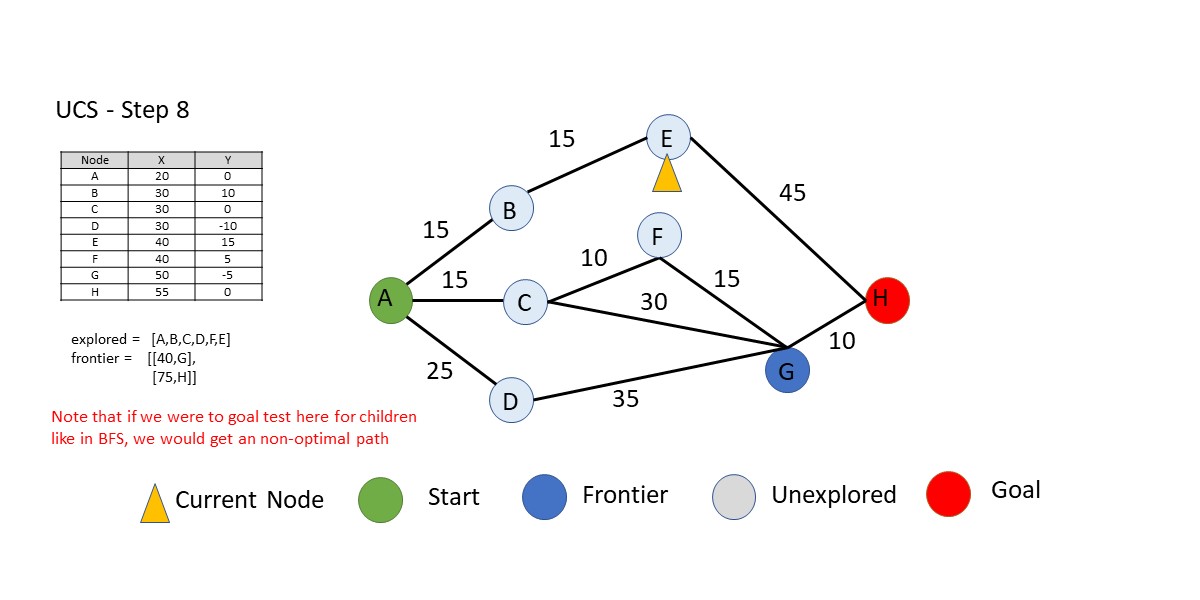 UCS - Step 8
Node X Y
A 20 0
B 30 10
C 30 0
D 30 -10
E 40 15
F 40 5
G 50 -5
H 55 0
explored = [A,B,C,D,F,E]
frontier = [[40,G],
[75,H]]
Note that if we were to goal test here for children
like in BFS, we would get an non-optimal path
15
E
45
B
15
F
10
15
A
15
C
30
H
10
25
G
D
35
Current Node
Start
Frontier
Unexplored
Goal